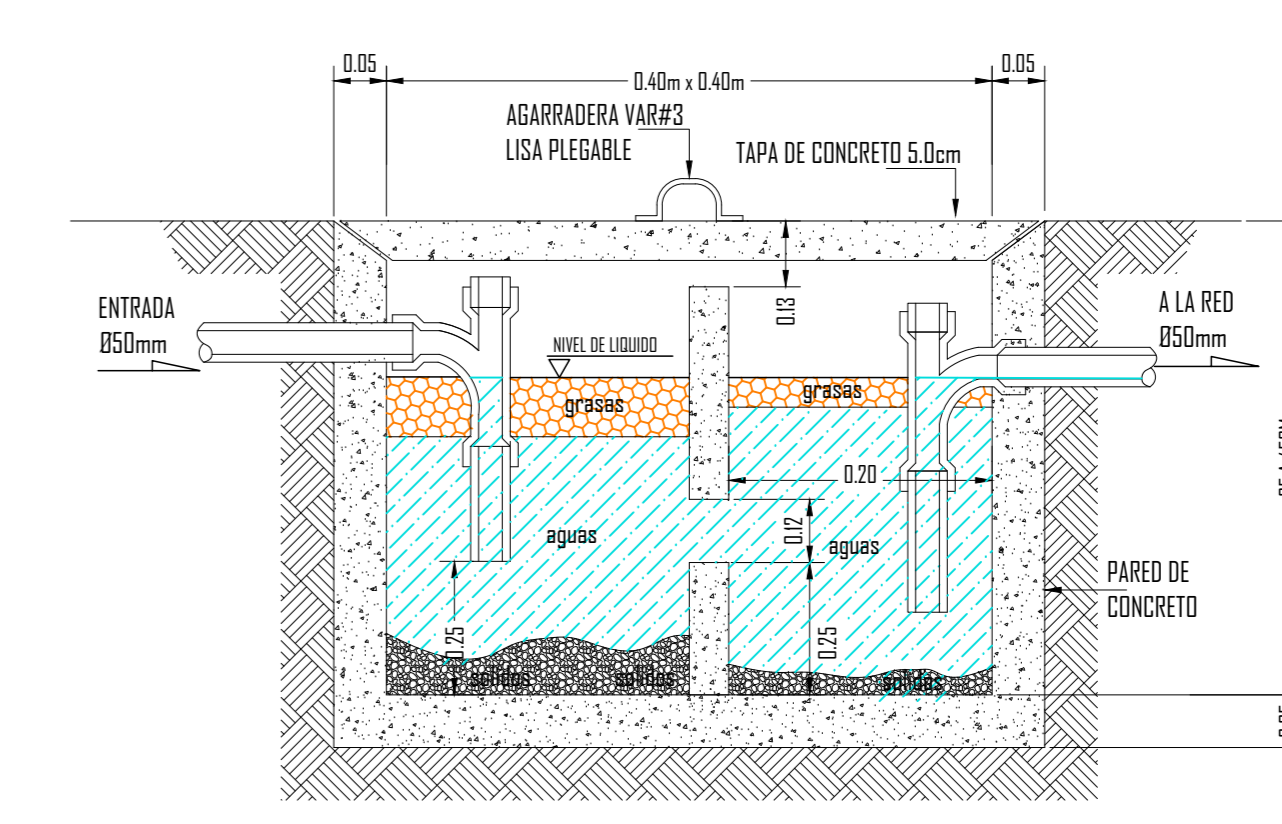 0.05
0.40m x 0.40m
0.05
AGARRADERA VAR#3
LISA PLEGABLE
TAPA DE CONCRETO 5.0cm
ENTRADA
Ø50mm
NIVEL DE LIQUIDO
0.13
A LA RED
Ø50mm
grasas
grasas
0.20
0.12
aguas
aguas
PARED DE
CONCRETO
0.25
0.25
solidos
solidos
solidos